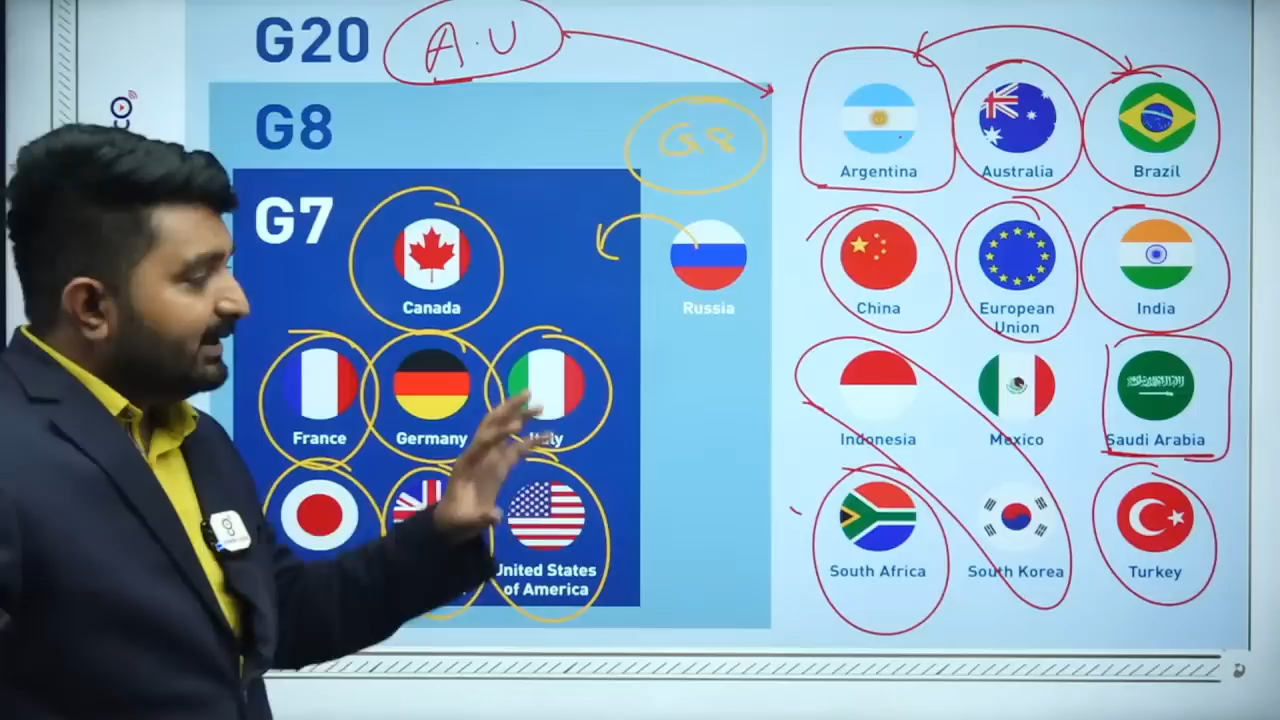 G20
A.U
G8
G8
G7
Argentina
Australia
Brazil
Canada
Russia
China
European
Union
India
France
Germany
Italy
Indonesia
Mexico
Saudi Arabia
United States
of America
South Africa
South Korea
Turkey